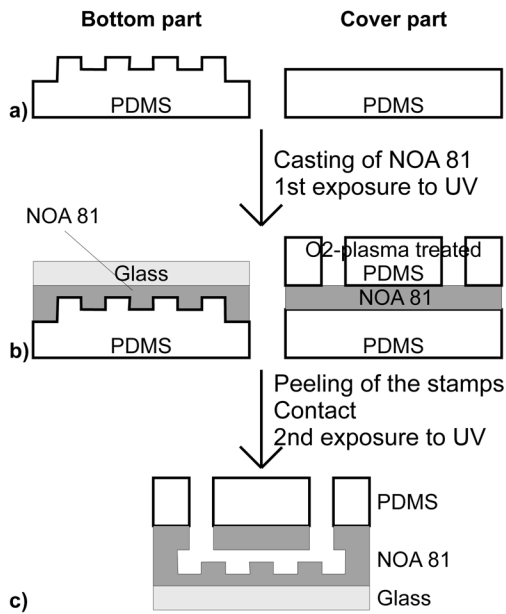 Bottom part
Cover part
PDMS
PDMS
a)
Casting of NOA 81
1st exposure to UV
NOA 81
O2-plasma treated
Glass
PDMS
NOA 81
PDMS
PDMS
b)
Peeling of the stamps
Contact
2nd exposure to UV
PDMS
NOA 81
c)
Glass